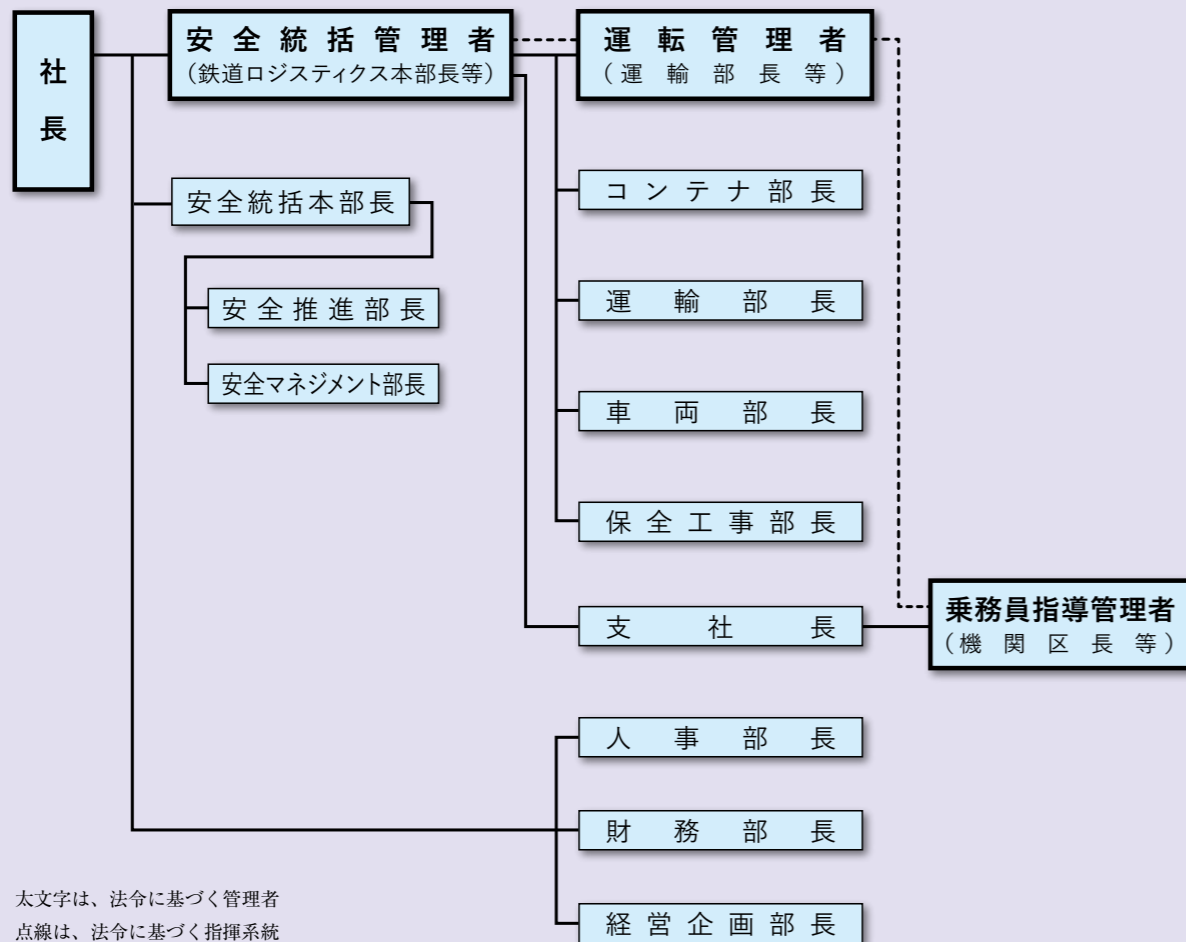 社長
安全統括管理者
（鉄道ロジスティクス本部長等）
運転管理者
（運輸部長等）
安全統括本部長
安全推進部長
安全マネジメント部長
コンテナ部長
運輸部長
車両部長
保全工事部長
支社長
乗務員指導管理者
（機関区長等）
人事部長
財務部長
経営企画部長
太文字は、法令に基づく管理者
点線は、法令に基づく指揮系統